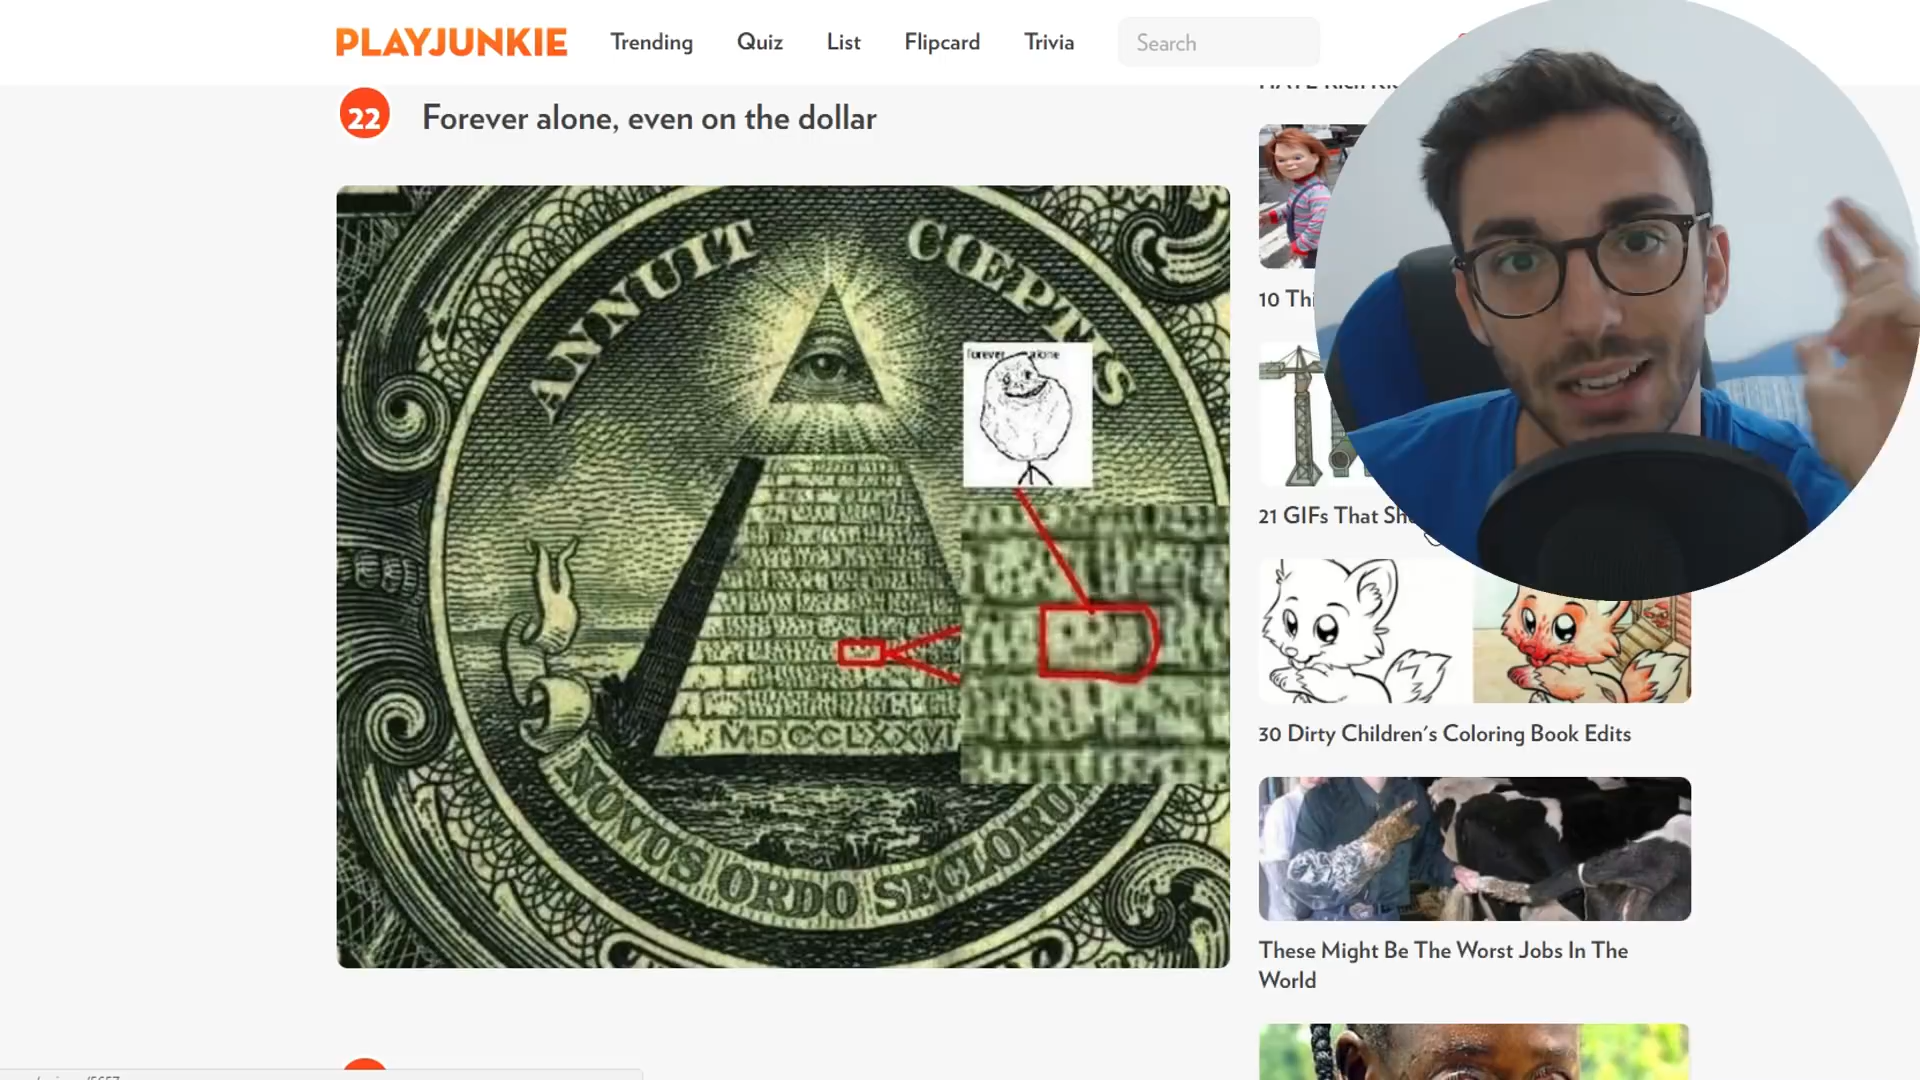 PLAYJUNKIE Trending Quiz List Flipcard Trivia Search
22 Forever alone, even on the dollar
ANNUIT CŒPTIS
forever alone
MDCCLXXVI
NOVUS ORDO SECLORU
10 Thi
21 GIFs That Sh
30 Dirty Children's Coloring Book Edits
These Might Be The Worst Jobs In The
World